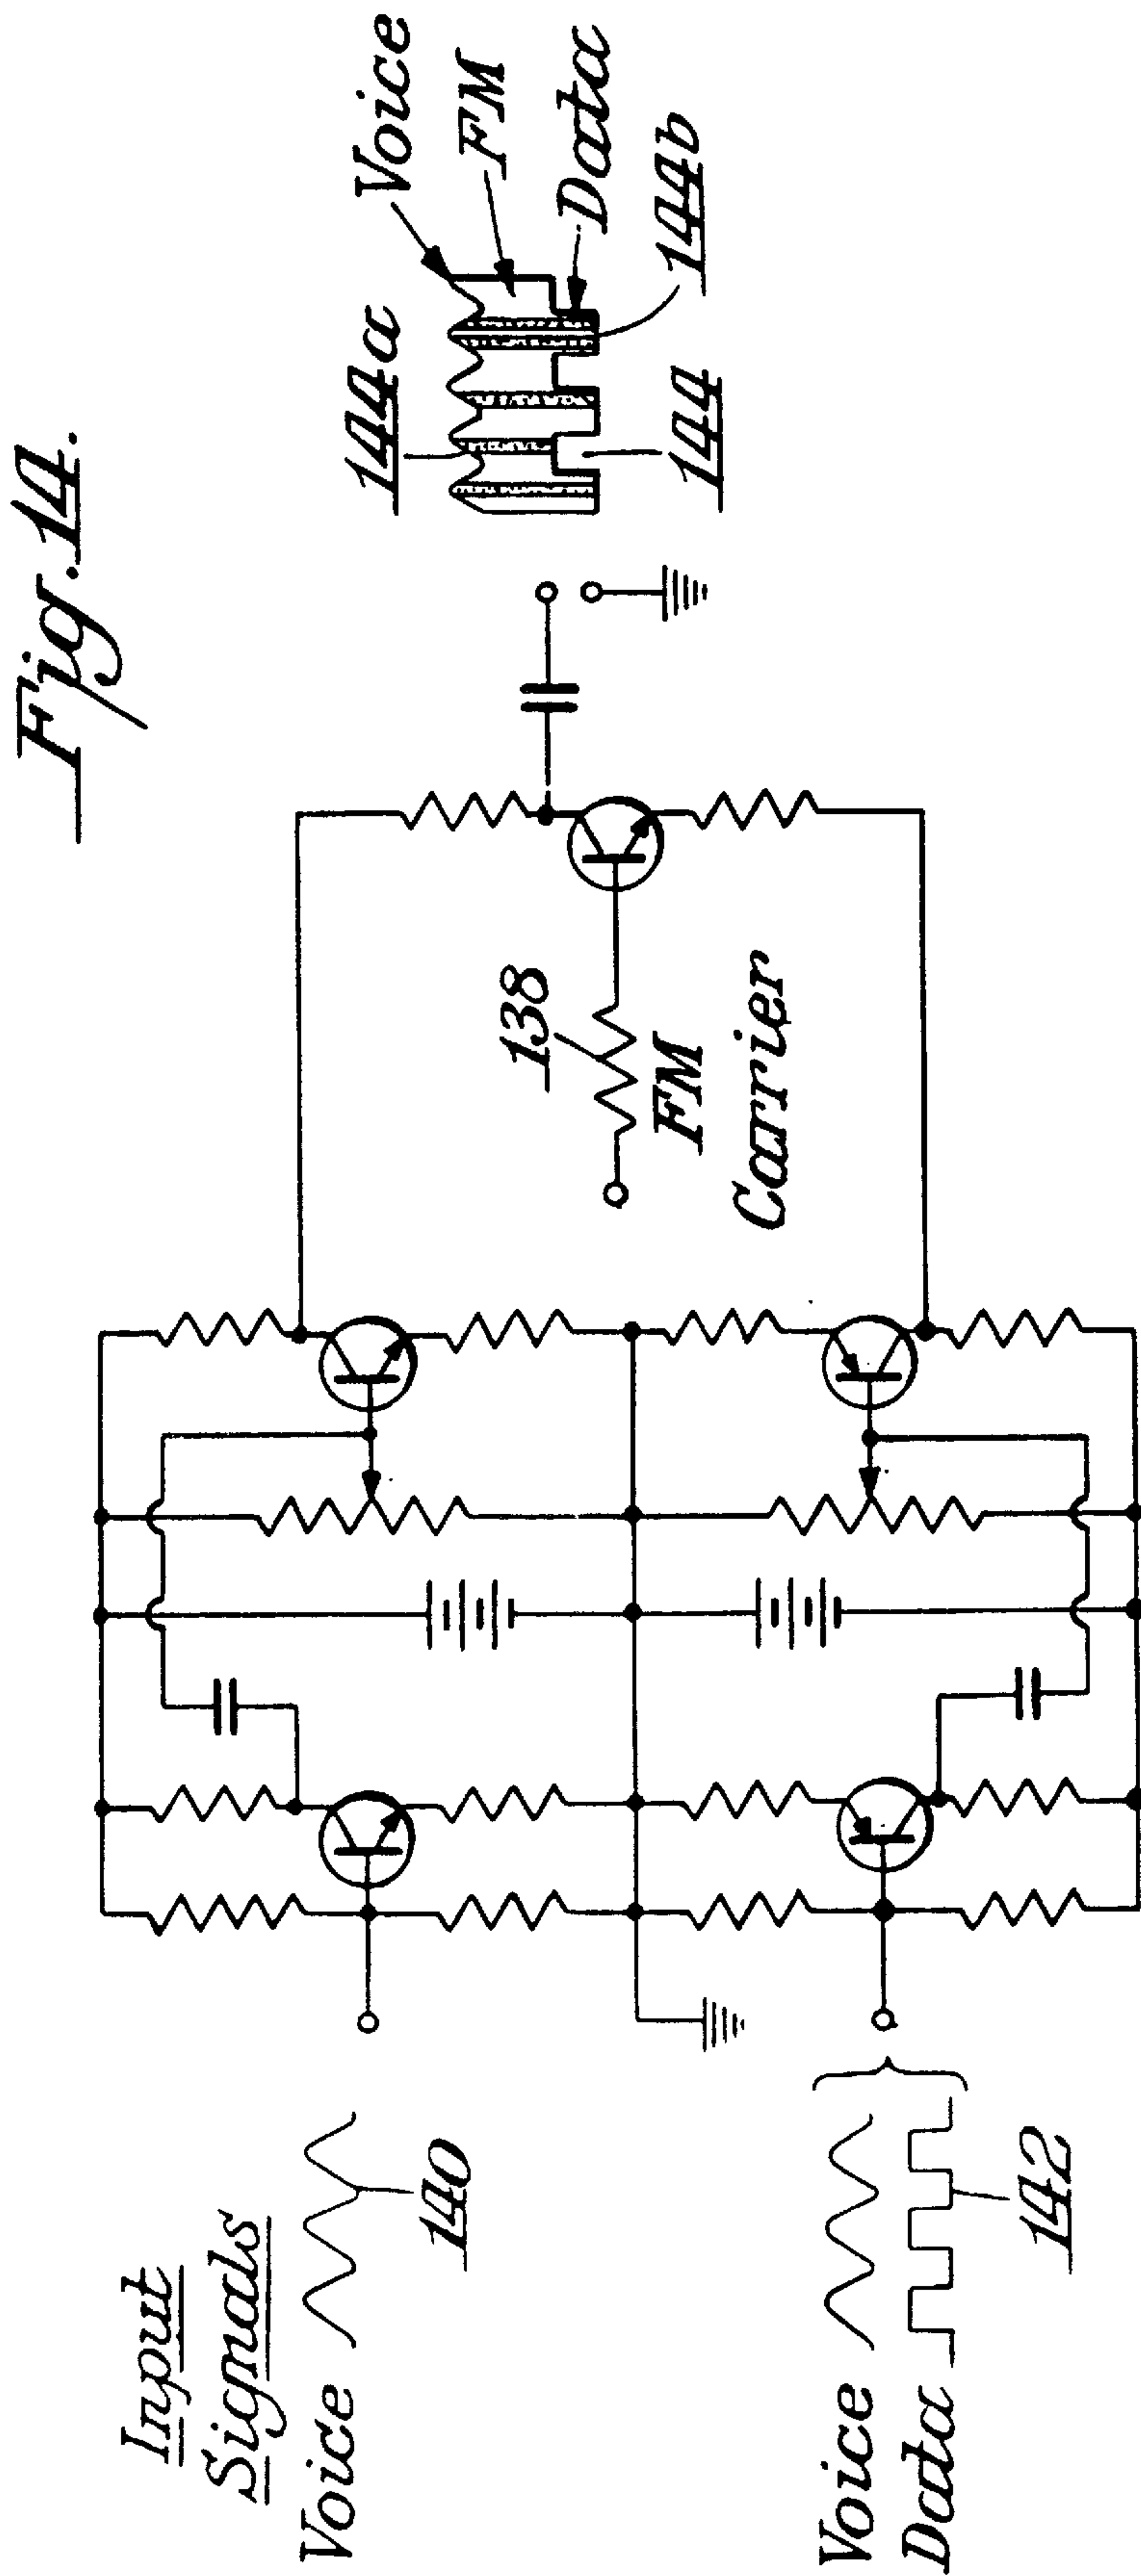 Fig. 14.
Input
Signals
Voice
140
Voice
Data
142
138
FM
Carrier
144a
Voice
FM
Data
144b
144